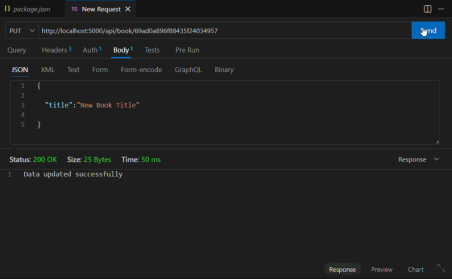 {} package.json TC New Request ×
PUT http://localhost:5000/api/book/69ad0a896f88435f24034957 Send
Query Headers 3 Auth 1 Body 1 Tests Pre Run
JSON XML Text Form Form-encode GraphQL Binary
1 {
2
3 "title":"New Book Title"
4
5 }
Status: 200 OK Size: 25 Bytes Time: 50 ms Response
1 Data updated successfully
Response Preview Chart